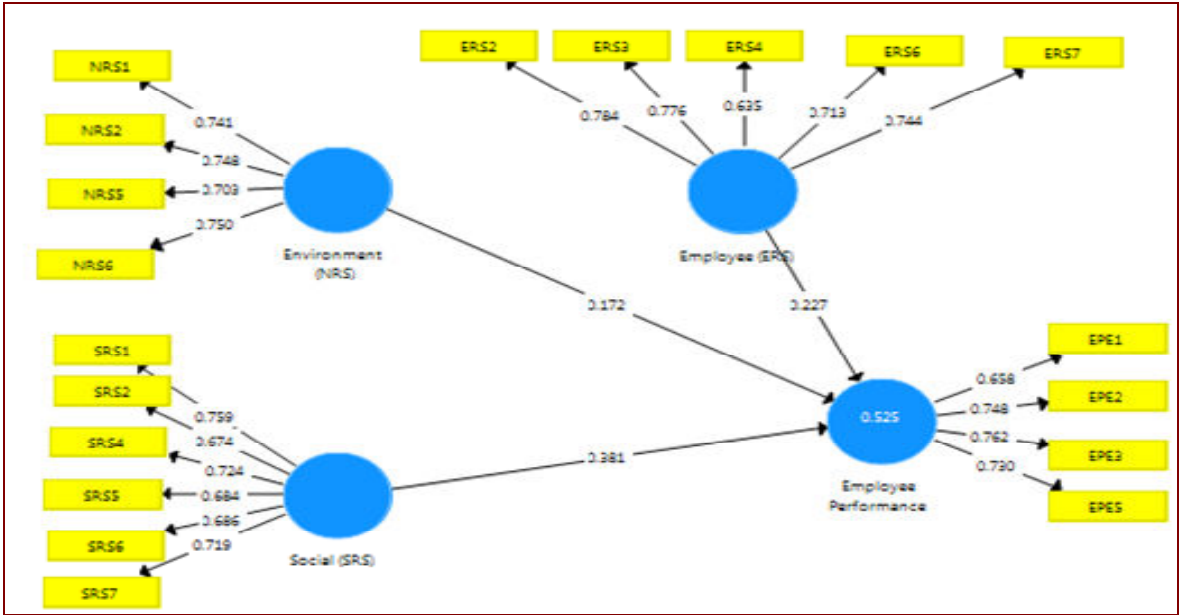 ERS2
ERS3
ERS4
ERS6
ERS7
0.784
0.776
0.635
0.713
0.744
NRS1
NRS2
NRS5
NRS6
0.741
0.748
0.703
0.750
Environment
(NRS)
Employee (ERS)
0.172
0.227
SRS1
SRS2
SRS4
SRS5
SRS6
SRS7
0.759
0.674
0.724
0.684
0.686
0.719
Social (SRS)
0.381
0.525
Employee
Performance
0.658
0.748
0.762
0.730
EPE1
EPE2
EPE3
EPE5